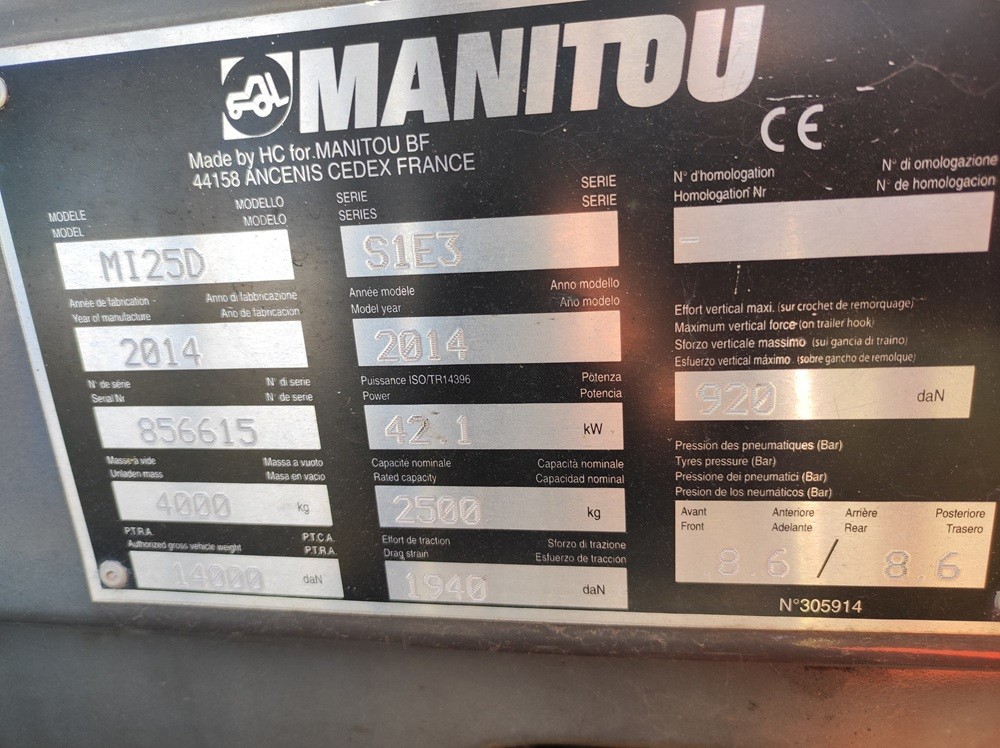 MANITOU
CE
Made by HC for MANITOU BF
44158 ANCENIS CEDEX FRANCE
MODELE MODELLO
MODEL MODELO
MI25D
Année de fabrication - Anno di fabbricazione
Year of manufacture Ano de fabricacion
2014
N° de série N° di serie
Serial Nr N° de serie
856615
Masse à vide Massa a vuoto
Unladen mass Masa en vacio
4000 kg
P.T.R.A. P.T.C.A.
Authorized gross vehicle weight P.T.R.A.
14000 daN
SERIE SERIE
SERIES SERIE
S1E3
Année modele Anno modello
Model year Año modelo
2014
Puissance ISO/TR14396 Potenza
Power Potencia
42.1 kW
Capacité nominale Capacità nominale
Rated capacity Capacidad nominal
2500 kg
Effort de traction Sforzo di trazione
Drag strain Esfuerzo de tracción
1940 daN
N° d'homologation N° di omologazione
Homologation Nr N° de homologacion
-
Effort vertical maxi. (sur crochet de remorquage)
Maximum vertical force (on trailer hook)
Sforzo verticale massimo (sui gancia di traino)
Esfuerzo vertical máximo (sobre gancho de remolque)
920 daN
Pression des pneumatiques (Bar)
Tyres pressure (Bar)
Pressione dei pneumatici (Bar)
Presion de los neumáticos (Bar)
Avant Anteriore Arrière Posteriore
Front Adelante Rear Trasero
8.6 / 8.6
N°305914